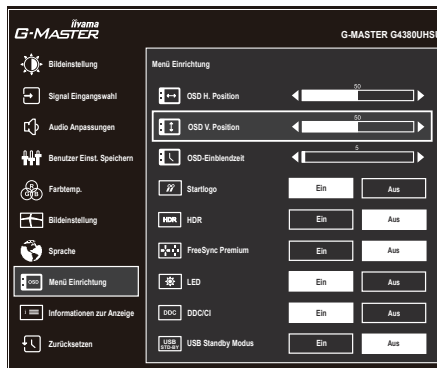 iiyama
G-MASTER
G-MASTER G4380UHSU
Bildeinstellung
Signal Eingangswahl
Audio Anpassungen
Benutzer Einst. Speichern
R
G B
Farbtemp.
Bildeinstellung
Sprache
OSD
Menü Einrichtung
i
Informationen zur Anzeige
Zurücksetzen
Menü Einrichtung
OSD H. Position
50
OSD V. Position
50
OSD-Einblendzeit
5
Startlogo Ein Aus
HDR HDR Ein Aus
FreeSync Premium Ein Aus
LED Ein Aus
DDC DDC/CI Ein Aus
USB STD-BY USB Standby Modus Ein Aus